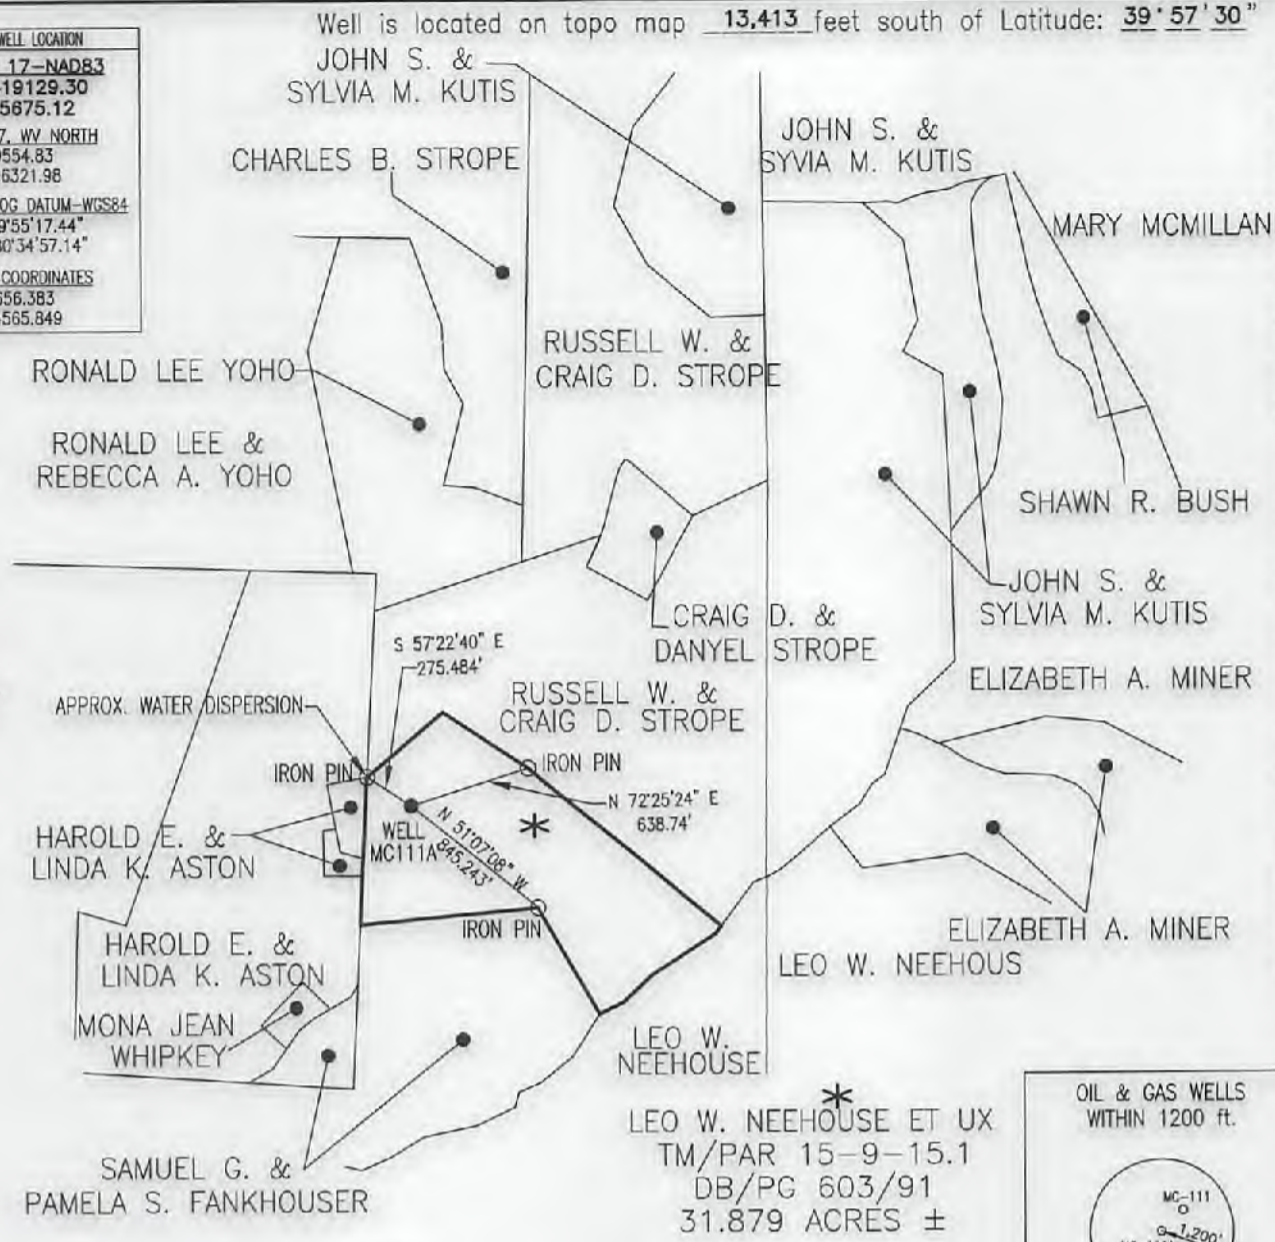 Well is located on topo map 13,413 feet south of Latitude: 39°57'30"
WELL LOCATION
17-NAD83
19129.30
5675.12
7, WV NORTH
9554.83
6321.98
OG DATUM-WGS84
9°55'17.44"
80°34'57.14"
COORDINATES
656.383
565.849
JOHN S. &
SYLVIA M. KUTIS
CHARLES B. STROPE
JOHN S. &
SYVIA M. KUTIS
MARY MCMILLAN
RONALD LEE YOHO
RUSSELL W. &
CRAIG D. STROPE
RONALD LEE &
REBECCA A. YOHO
SHAWN R. BUSH
JOHN S. &
SYLVIA M. KUTIS
CRAIG D. &
DANYEL STROPE
S 57°22'40" E
275.484'
ELIZABETH A. MINER
APPROX. WATER DISPERSION
RUSSELL W. &
CRAIG D. STROPE
IRON PIN
IRON PIN
N 72°25'24" E
638.74'
HAROLD E. &
LINDA K. ASTON
WELL
MC111A
N 51°07'08" W
845.243'
*
IRON PIN
ELIZABETH A. MINER
HAROLD E. &
LINDA K. ASTON
LEO W. NEEHOUS
MONA JEAN
WHIPKEY
LEO W.
NEEHOUSE
*
LEO W. NEEHOUSE ET UX
TM/PAR 15-9-15.1
DB/PG 603/91
31.879 ACRES ±
SAMUEL G. &
PAMELA S. FANKHOUSER
OIL & GAS WELLS
WITHIN 1200 ft.
MC-111
1,200'